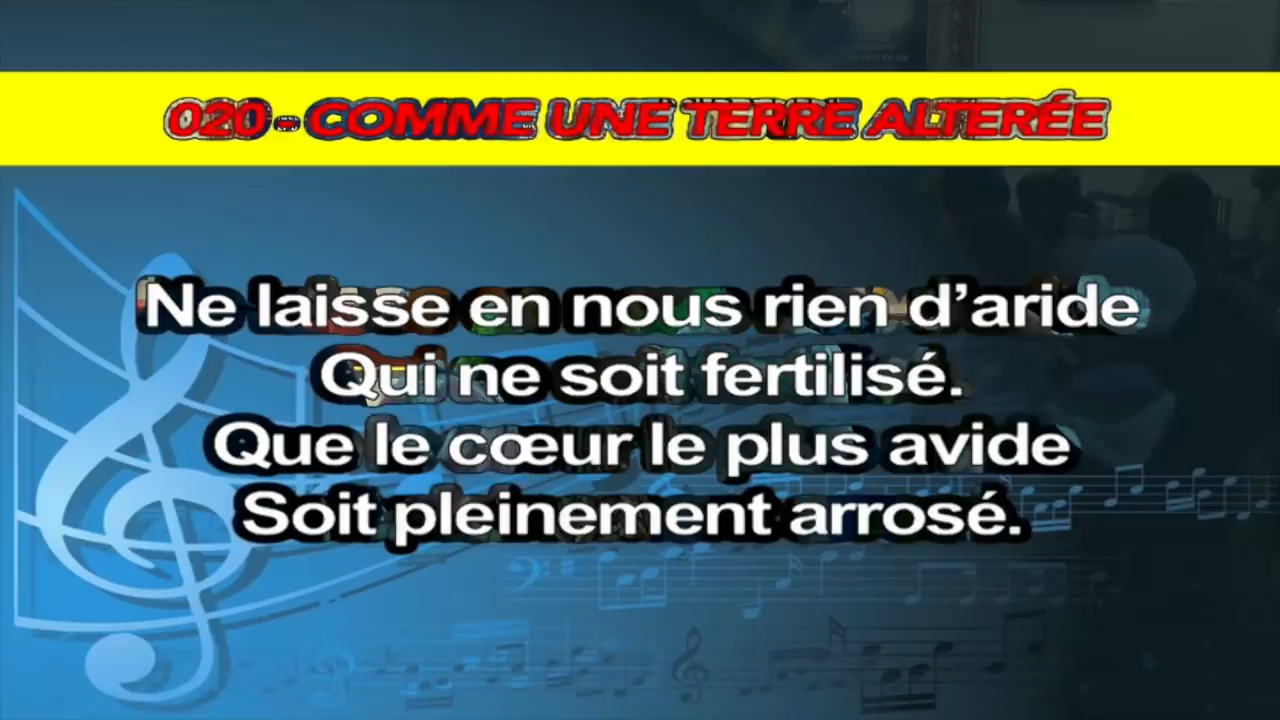 020 - COMME UNE TERRE ALTERÉE
Ne laisse en nous rien d’aride
Qui ne soit fertilisé.
Que le cœur le plus avide
Soit pleinement arrosé.